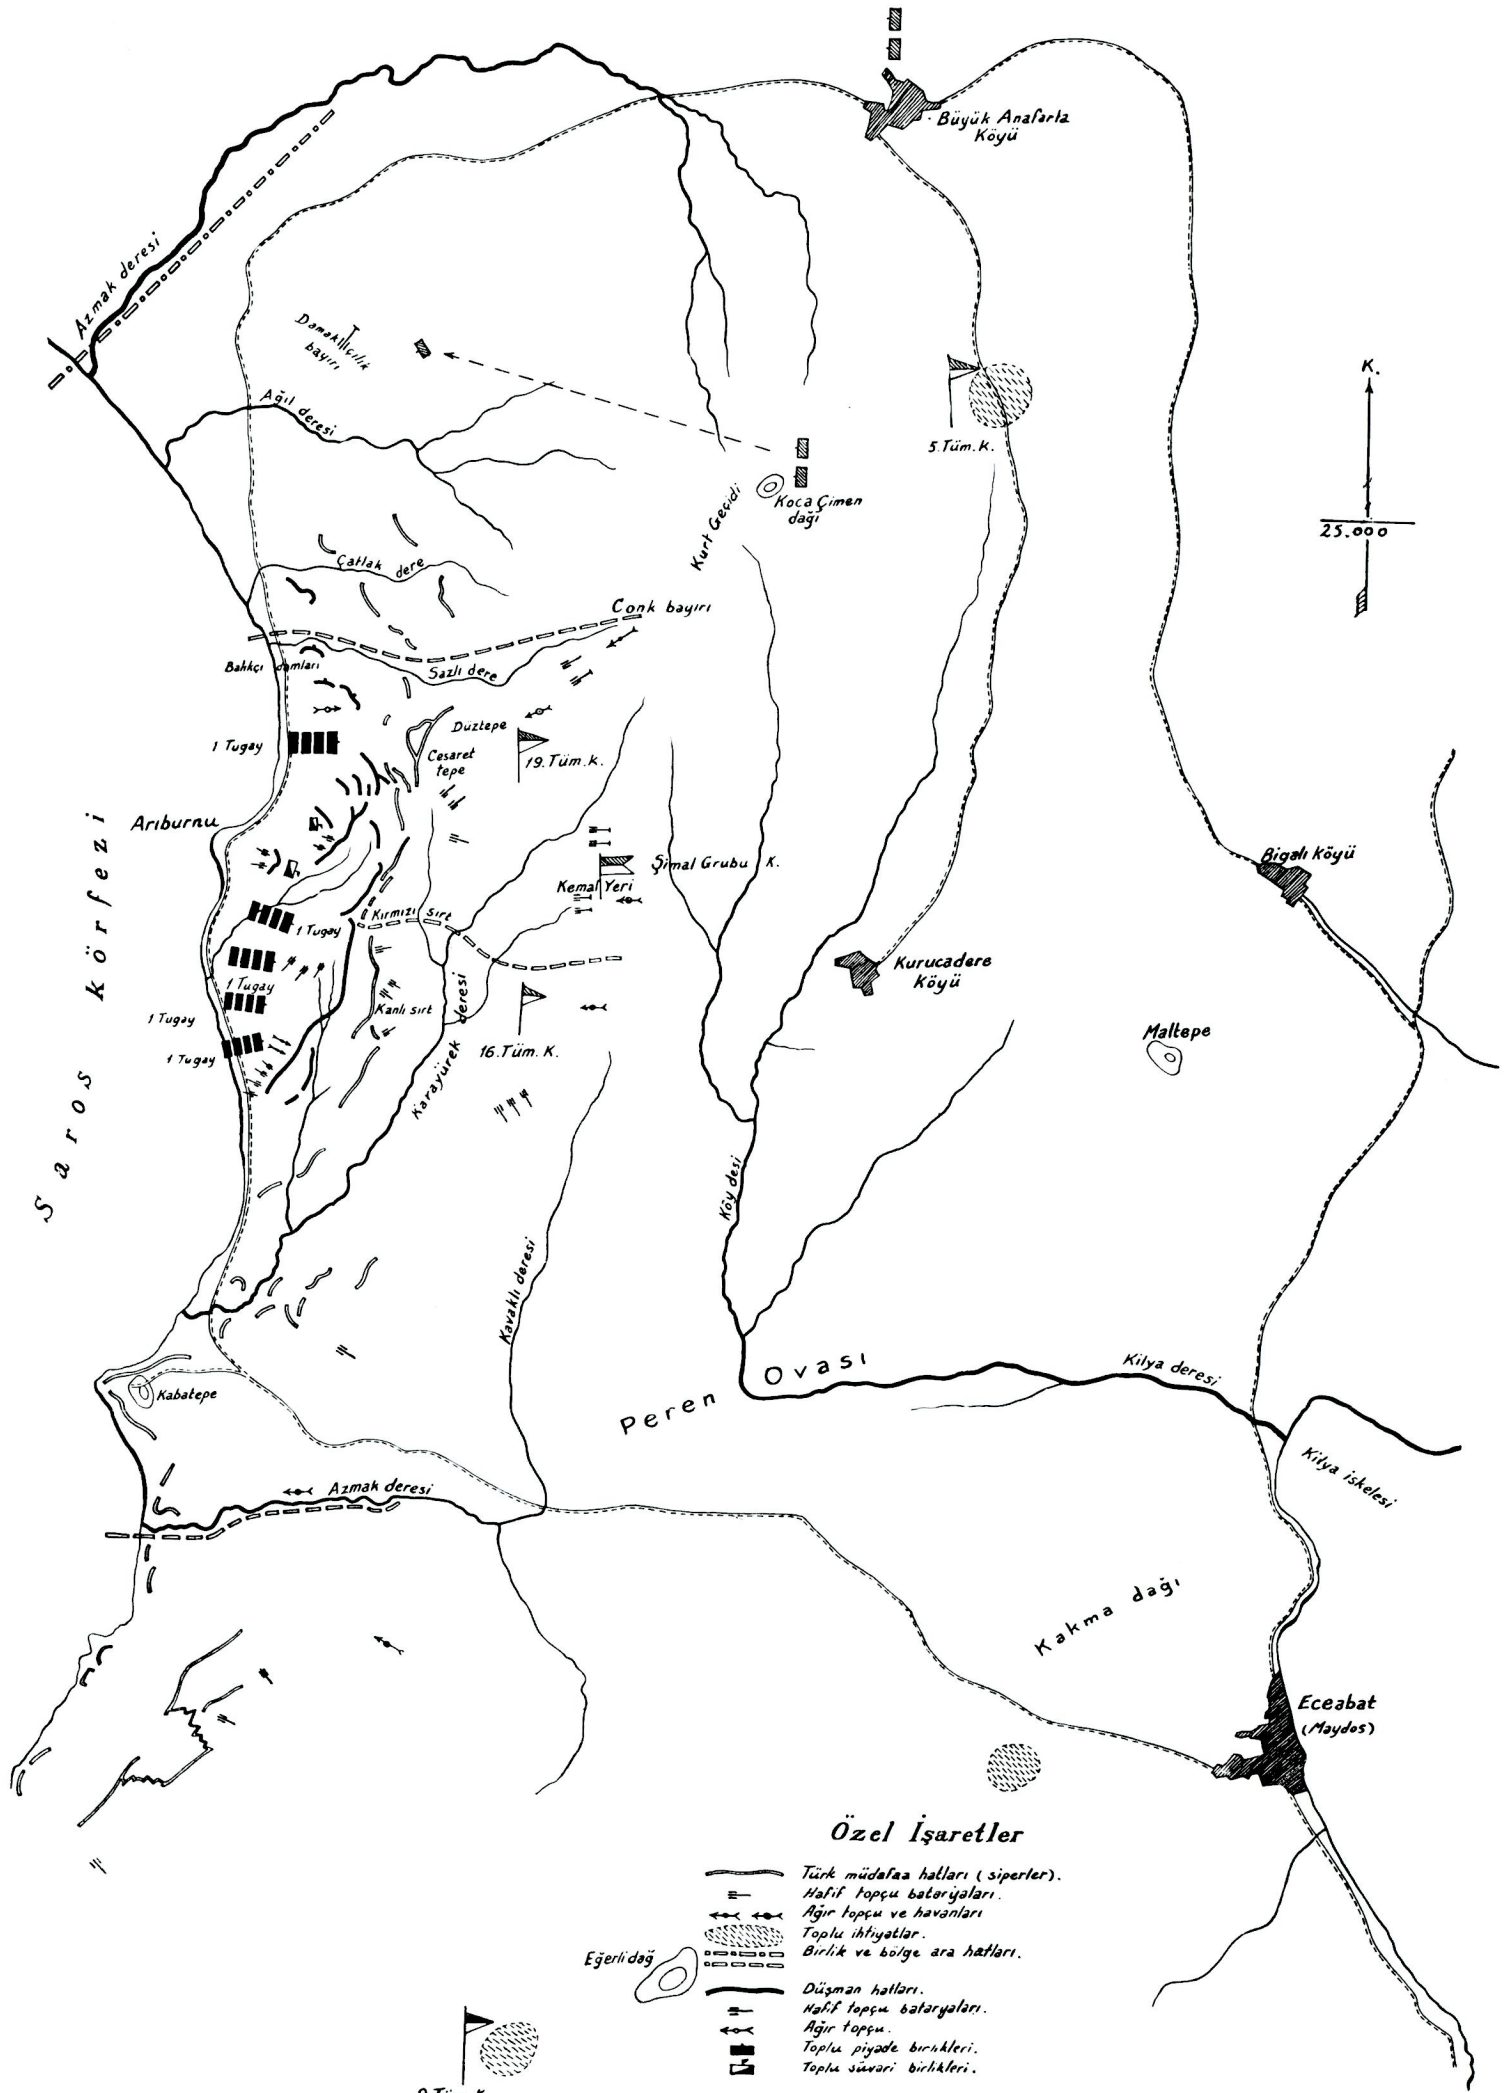 Büyük Anafarta
Köyü
Azmak deresi
Damakçılık
bayırı
Ağıl deresi
5.Tüm.K.
K.
25.000
Koca Çimen
dağı
Kurt Geçidi
Çatlak dere
Conk bayırı
Balıkçı damları
Sazlı dere
Düztepe
1 Tugay
Cesaret
tepe
19.Tüm.K.
Arıburnu
Şimal Grubu K.
Kemal Yeri
Bigalı Köyü
Kırmızı sırt
1 Tugay
Kurucadere
Köyü
1 Tugay
Kanlı sırt
1 Tugay
1 Tugay
16.Tüm.K.
Karayürek deresi
Maltepe
Saros körfezi
Köy desi
Kavaklı deresi
Kabatepe
Peren Ovası
Kilya deresi
Kilya iskelesi
Azmak deresi
Kakma dağı
Eceabat
(Maydos)
Özel İşaretler
Türk müdafaa hatları (siperler).
Hafif topçu bataryaları.
Ağır topçu ve havanları
Toplu ihtiyatlar.
Birlik ve bölge ara hatları.
Eğerlidağ
Düşman hatları.
Hafif topçu bataryaları.
Ağır topçu.
Toplu piyade birlikleri.
Toplu süvari birlikleri.